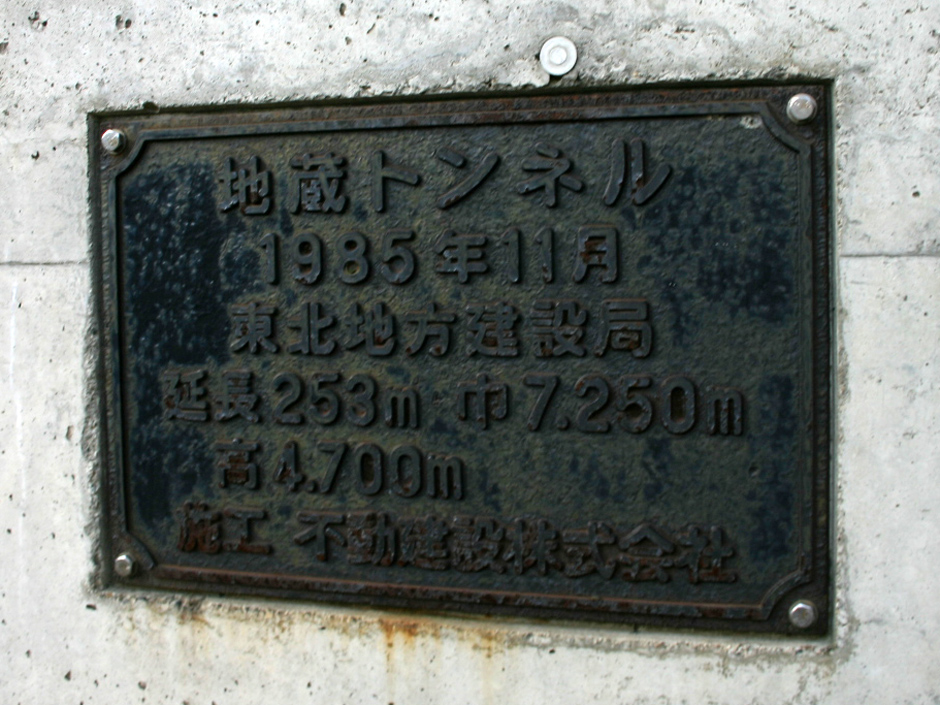 地蔵トンネル
1985年11月
東北地方建設局
延長253m 巾7.250m
高4.700m
施工 不動建設株式会社